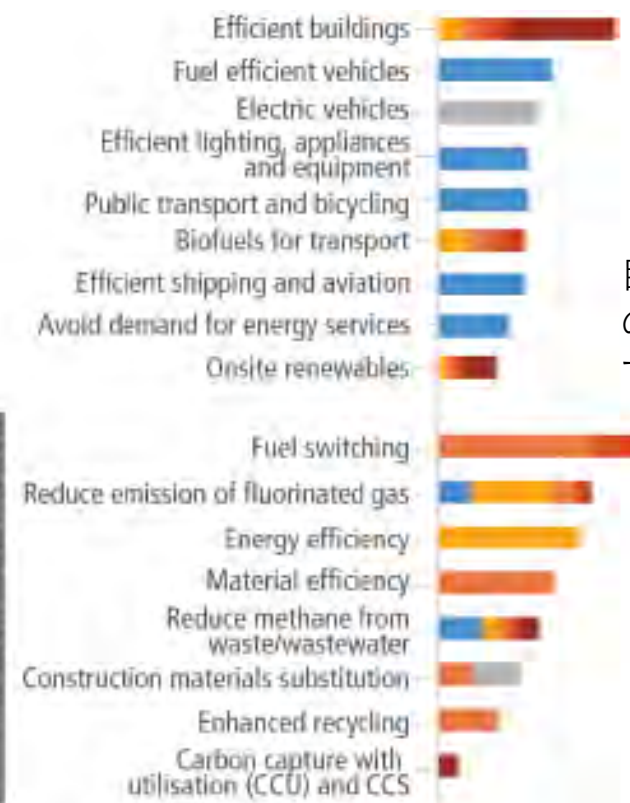 Efficient buildings
Fuel efficient vehicles
Electric vehicles
Efficient lighting, appliances
and equipment
Public transport and bicycling
Biofuels for transport
Efficient shipping and aviation
Avoid demand for energy services
Onsite renewables
Fuel switching
Reduce emission of fluorinated gas
Energy efficiency
Material efficiency
Reduce methane from
waste/wastewater
Construction materials substitution
Enhanced recycling
Carbon capture with
utilisation (CCU) and CCS